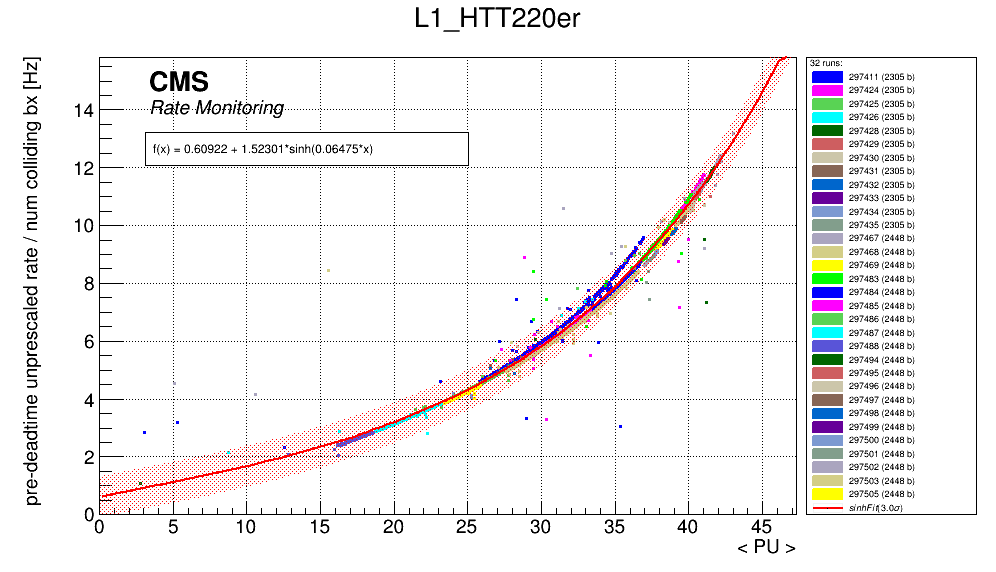 L1_HTT220er
pre-deadtime unprescaled rate / num colliding bx [Hz]
CMS
Rate Monitoring
f(x) = 0.60922 + 1.52301*sinh(0.06475*x)
14
12
10
8
6
4
2
0
0 5 10 15 20 25 30 35 40 45
< PU >
32 runs:
297411 (2305 b)
297424 (2305 b)
297425 (2305 b)
297426 (2305 b)
297428 (2305 b)
297429 (2305 b)
297430 (2305 b)
297431 (2305 b)
297432 (2305 b)
297433 (2305 b)
297434 (2305 b)
297435 (2305 b)
297467 (2448 b)
297468 (2448 b)
297469 (2448 b)
297483 (2448 b)
297484 (2448 b)
297485 (2448 b)
297486 (2448 b)
297487 (2448 b)
297488 (2448 b)
297494 (2448 b)
297495 (2448 b)
297496 (2448 b)
297497 (2448 b)
297498 (2448 b)
297499 (2448 b)
297500 (2448 b)
297501 (2448 b)
297502 (2448 b)
297503 (2448 b)
297505 (2448 b)
sinhFit(3.0σ)